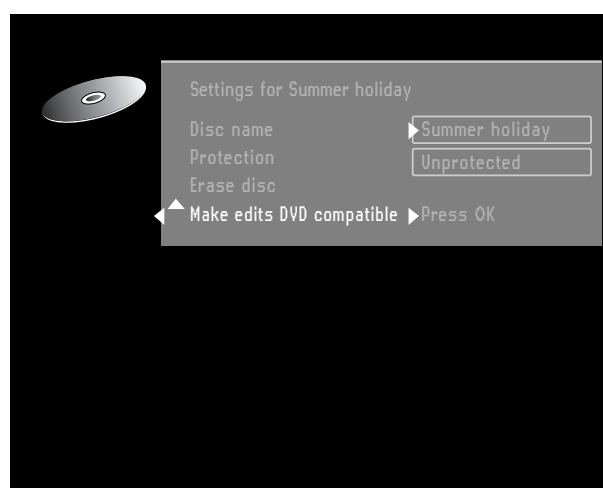 Settings for Summer holiday
Disc name Summer holiday
Protection Unprotected
Erase disc
Make edits DVD compatible Press OK